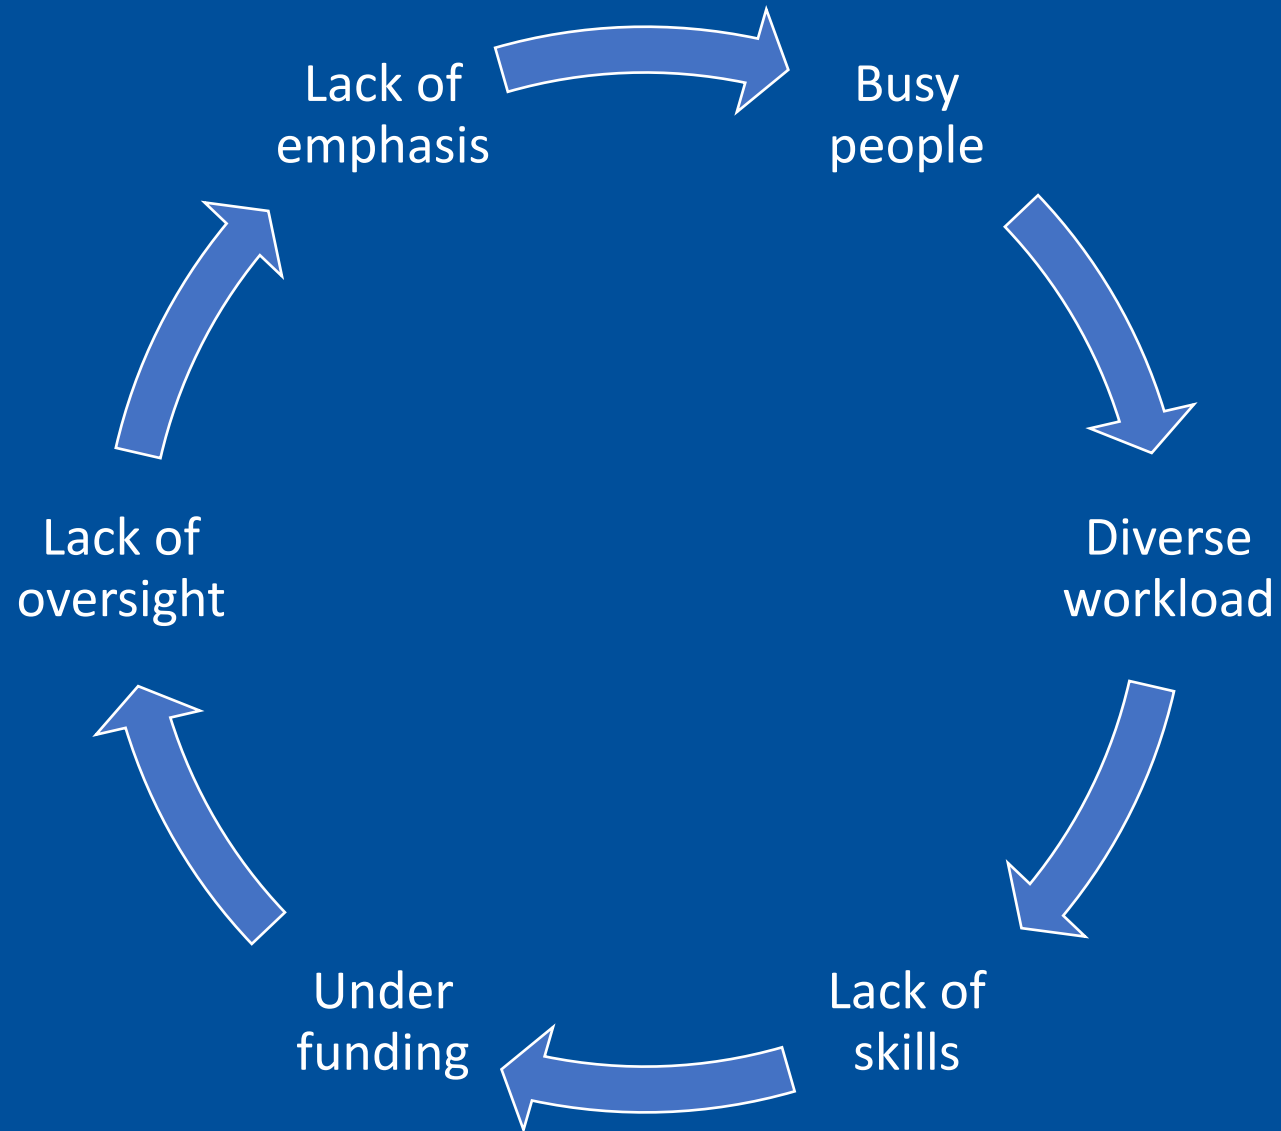 Lack of
emphasis
Busy
people
Diverse
workload
Lack of
skills
Under
funding
Lack of
oversight